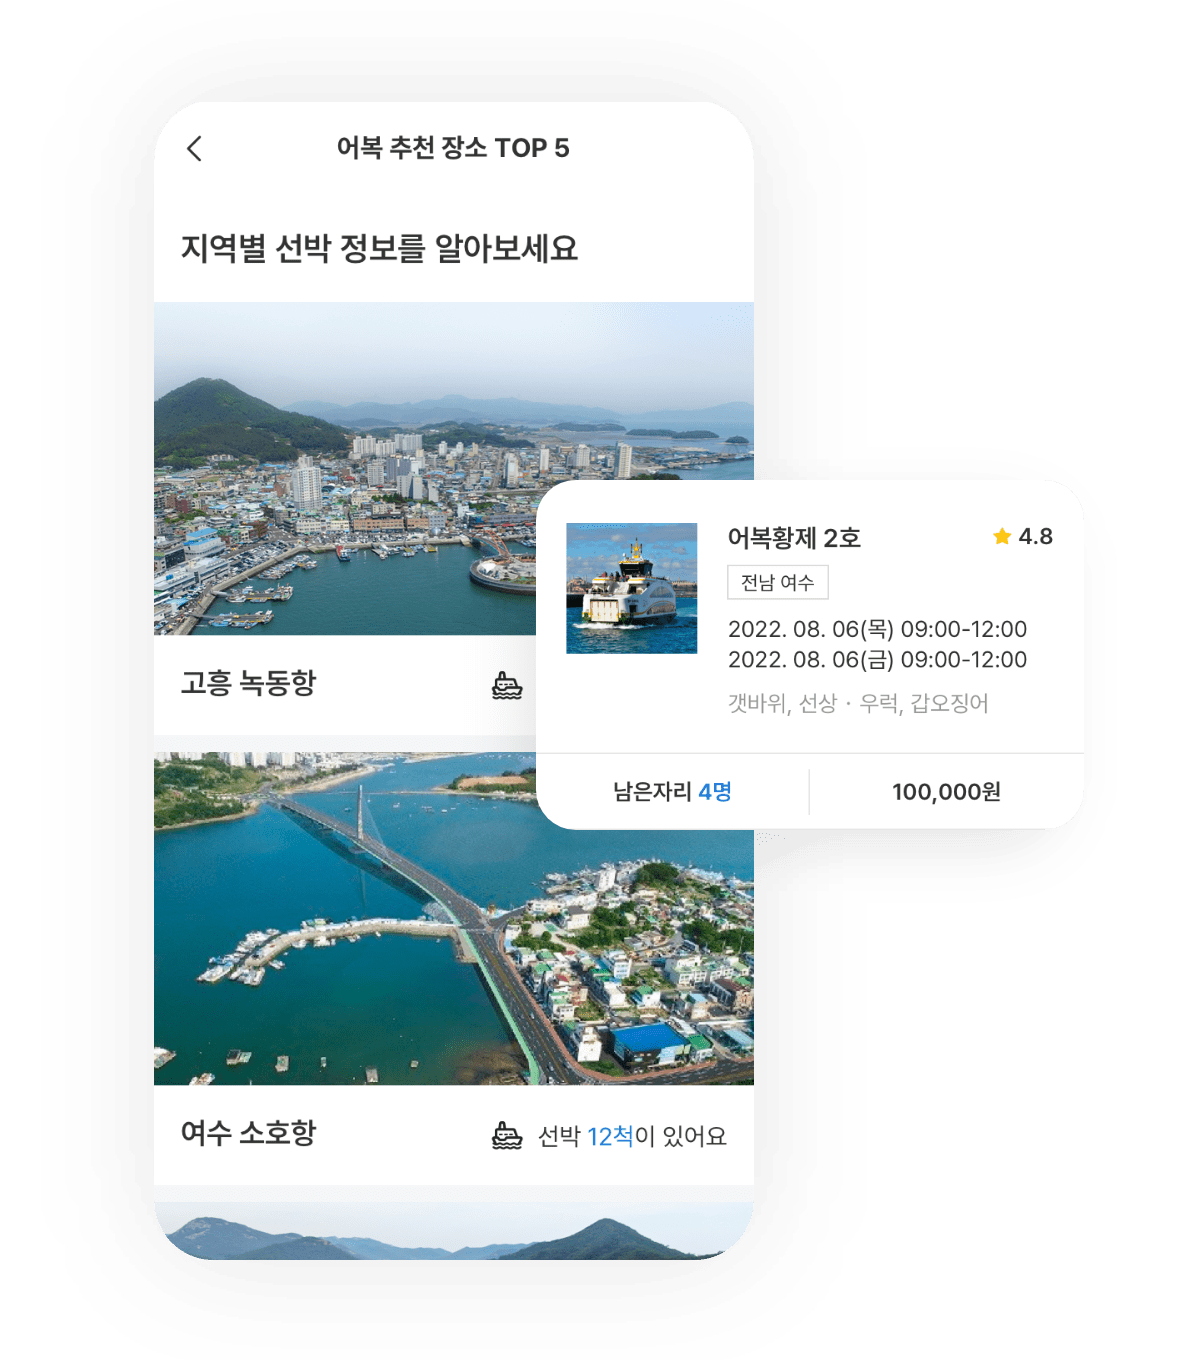 어복 추천 장소 TOP 5
지역별 선박 정보를 알아보세요
고흥 녹동항
어복황제 2호
4.8
전남 여수
2022. 08. 06(목) 09:00-12:00
2022. 08. 06(금) 09:00-12:00
갯바위, 선상 · 우럭, 갑오징어
남은자리 4명
100,000원
여수 소호항
선박 12척이 있어요